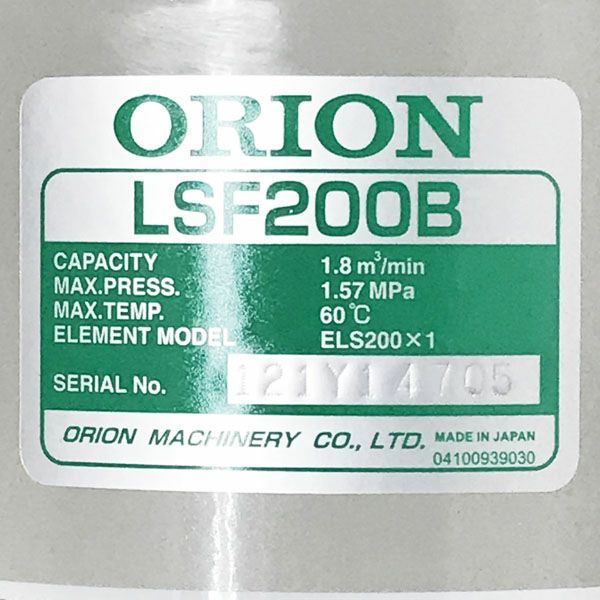 ORION
LSF200B
CAPACITY 1.8 m³/min
MAX.PRESS. 1.57 MPa
MAX.TEMP. 60℃
ELEMENT MODEL ELS200×1
SERIAL No. 121Y14705
ORION MACHINERY CO., LTD. MADE IN JAPAN
04100939030